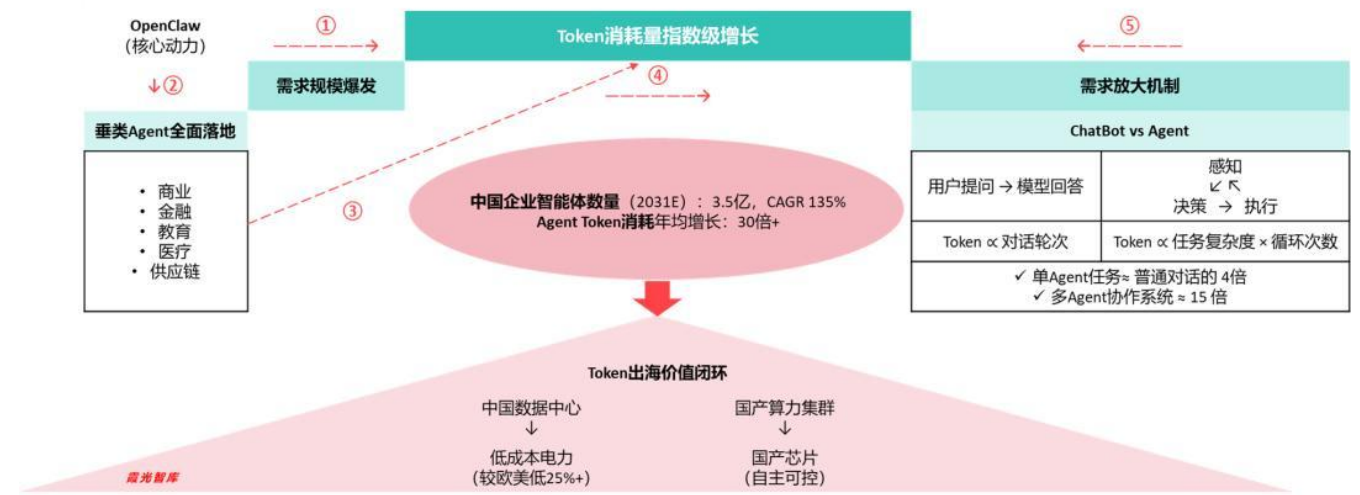 OpenClaw
(核心动力)
①
Token消耗量指数级增长
⑤
②
需求规模爆发
④
需求放大机制
垂类Agent全面落地
ChatBot vs Agent
• 商业
• 金融
• 教育
• 医疗
• 供应链
③
中国企业智能体数量（2031E）：3.5亿，CAGR 135%
Agent Token消耗年均增长：30倍+
用户提问 → 模型回答
感知
↙ ↖
决策 → 执行
Token ∝ 对话轮次
Token ∝ 任务复杂度 × 循环次数
✓ 单Agent任务≈ 普通对话的 4倍
✓ 多Agent协作系统 ≈ 15 倍
Token出海价值闭环
中国数据中心
↓
低成本电力
(较欧美低25%+)
国产算力集群
↓
国产芯片
(自主可控)
霞光智库